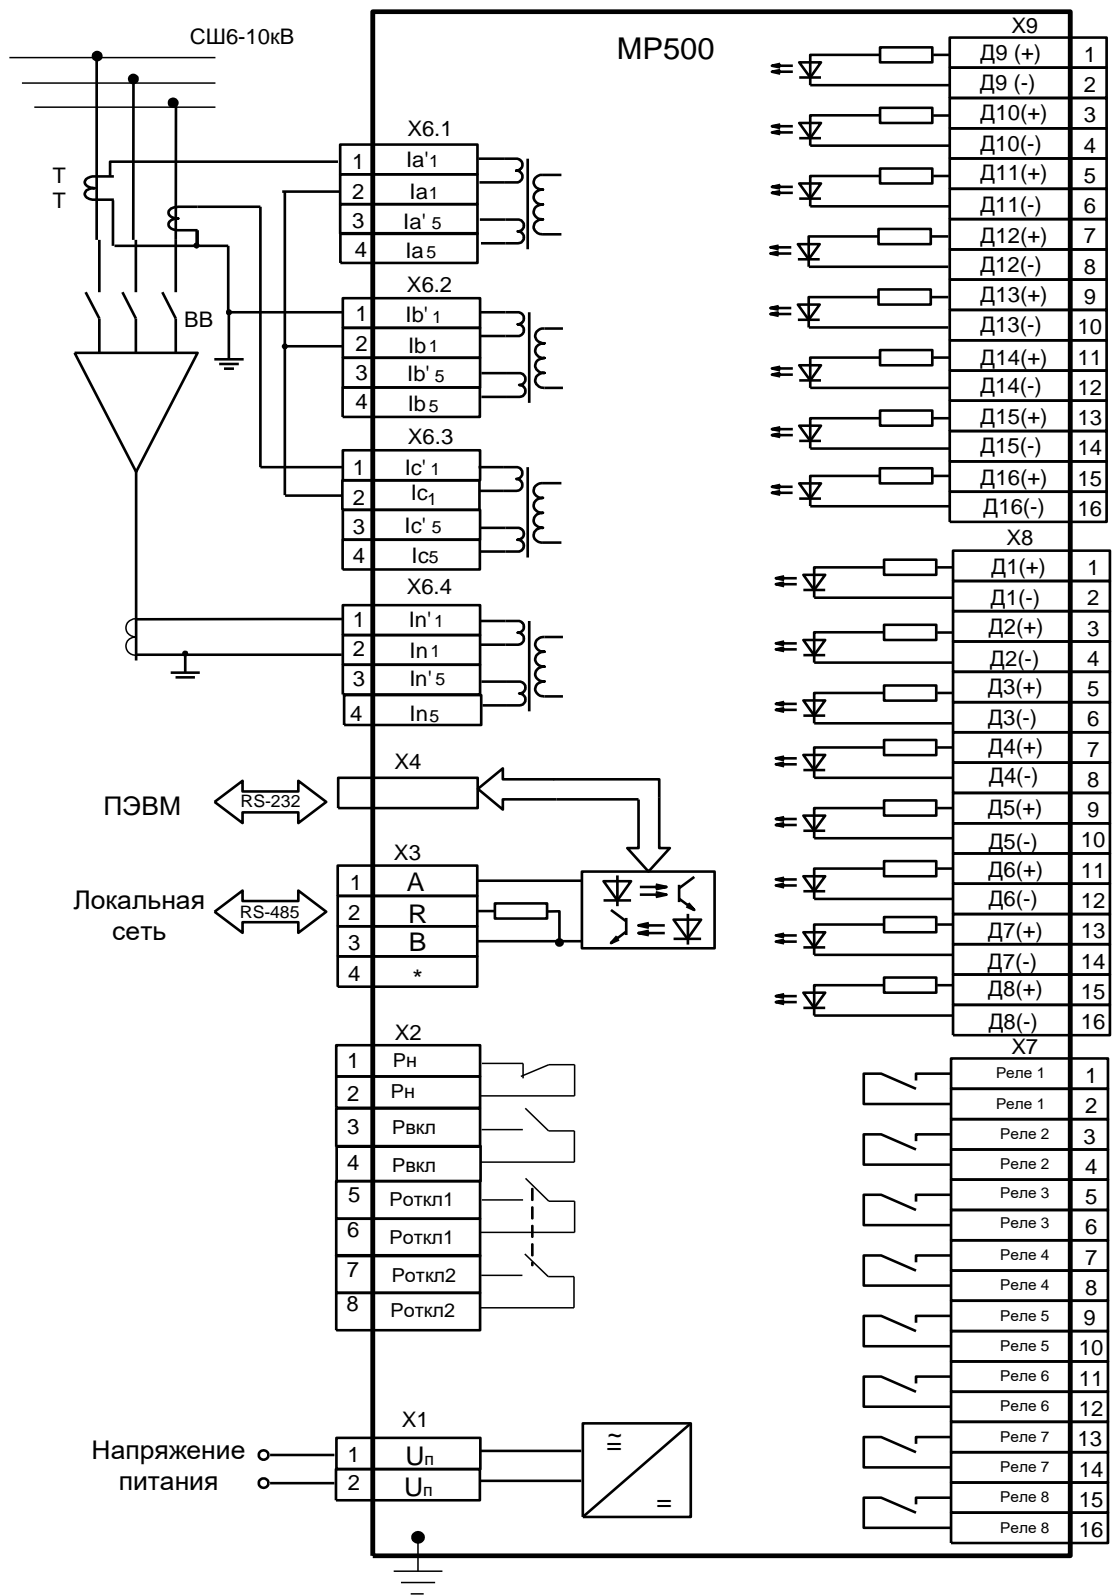 СШ6-10кВ
МР500
Т
Т
ВВ
X6.1
1 Ia'1
2 Ia1
3 Ia'5
4 Ia5
X6.2
1 Ib'1
2 Ib1
3 Ib'5
4 Ib5
X6.3
1 Ic'1
2 Ic1
3 Ic'5
4 Ic5
X6.4
1 In'1
2 In1
3 In'5
4 In5
X4
ПЭВМ
RS-232
X3
Локальная
сеть
RS-485
1 A
2 R
3 B
4 *
X2
1 Рн
2 Рн
3 Рвкл
4 Рвкл
5 Роткл1
6 Роткл1
7 Роткл2
8 Роткл2
X1
Напряжение
питания
1 Uп
2 Uп
X9
Д9 (+) 1
Д9 (-) 2
Д10(+) 3
Д10(-) 4
Д11(+) 5
Д11(-) 6
Д12(+) 7
Д12(-) 8
Д13(+) 9
Д13(-) 10
Д14(+) 11
Д14(-) 12
Д15(+) 13
Д15(-) 14
Д16(+) 15
Д16(-) 16
X8
Д1(+) 1
Д1(-) 2
Д2(+) 3
Д2(-) 4
Д3(+) 5
Д3(-) 6
Д4(+) 7
Д4(-) 8
Д5(+) 9
Д5(-) 10
Д6(+) 11
Д6(-) 12
Д7(+) 13
Д7(-) 14
Д8(+) 15
Д8(-) 16
X7
Реле 1 1
Реле 1 2
Реле 2 3
Реле 2 4
Реле 3 5
Реле 3 6
Реле 4 7
Реле 4 8
Реле 5 9
Реле 5 10
Реле 6 11
Реле 6 12
Реле 7 13
Реле 7 14
Реле 8 15
Реле 8 16